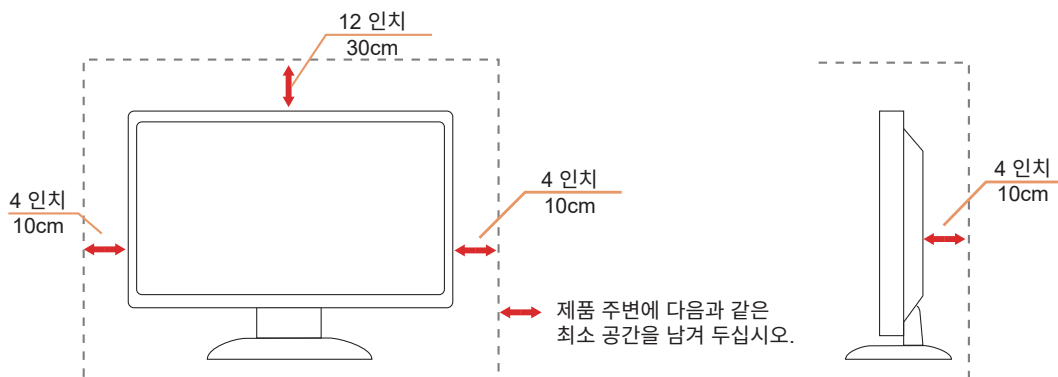 12 인치
30cm
4 인치
10cm
4 인치
10cm
4 인치
10cm
제품 주변에 다음과 같은
최소 공간을 남겨 두십시오.